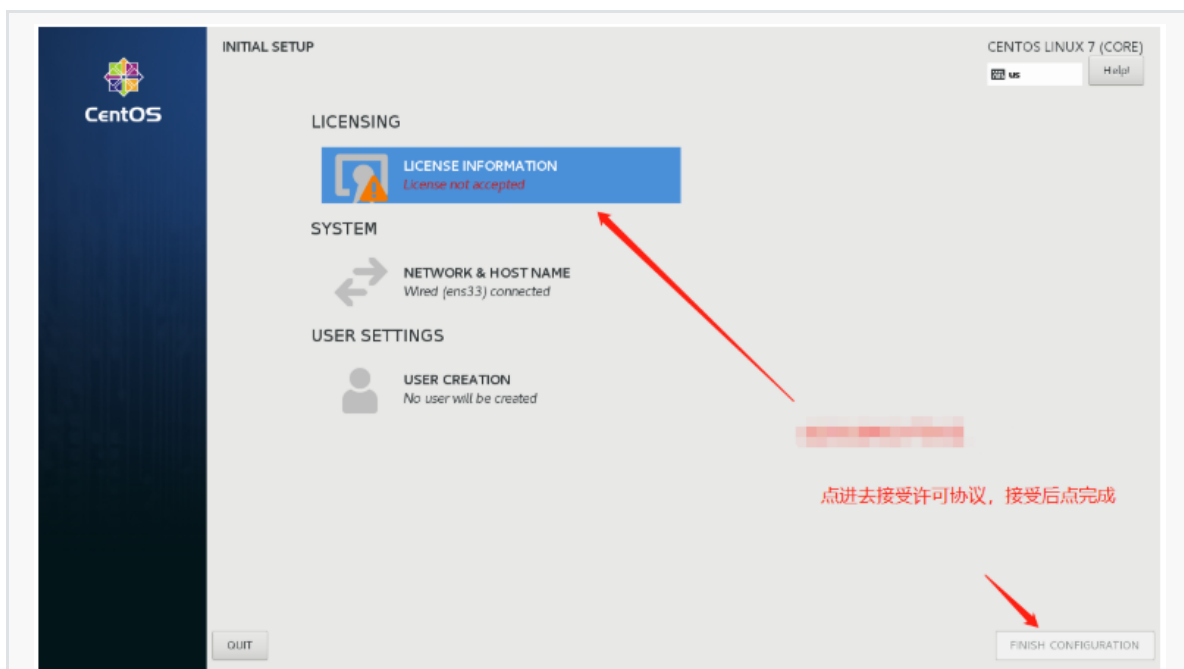 INITIAL SETUP
CENTOS LINUX 7 (CORE)
us
Help!
CentOS
LICENSING
LICENSE INFORMATION
License not accepted
SYSTEM
NETWORK & HOST NAME
Wired (ens33) connected
USER SETTINGS
USER CREATION
No user will be created
点进去接受许可协议，接受后点完成
QUIT
FINISH CONFIGURATION